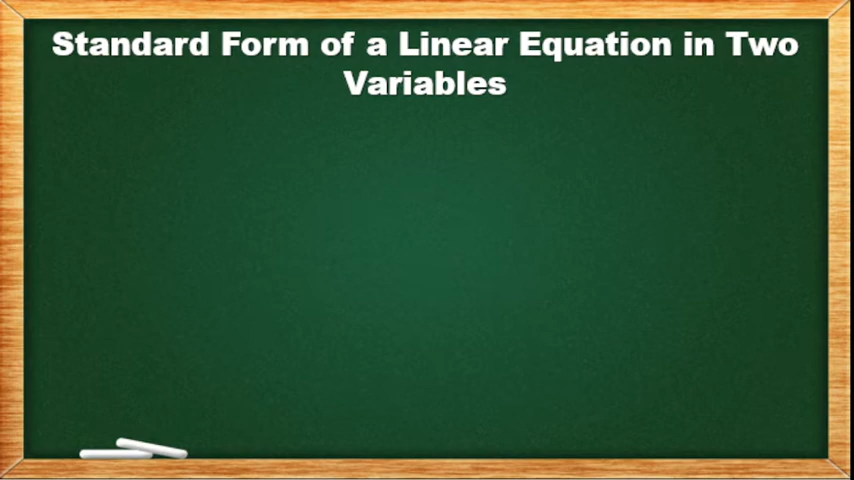 Standard Form of a Linear Equation in Two
Variables